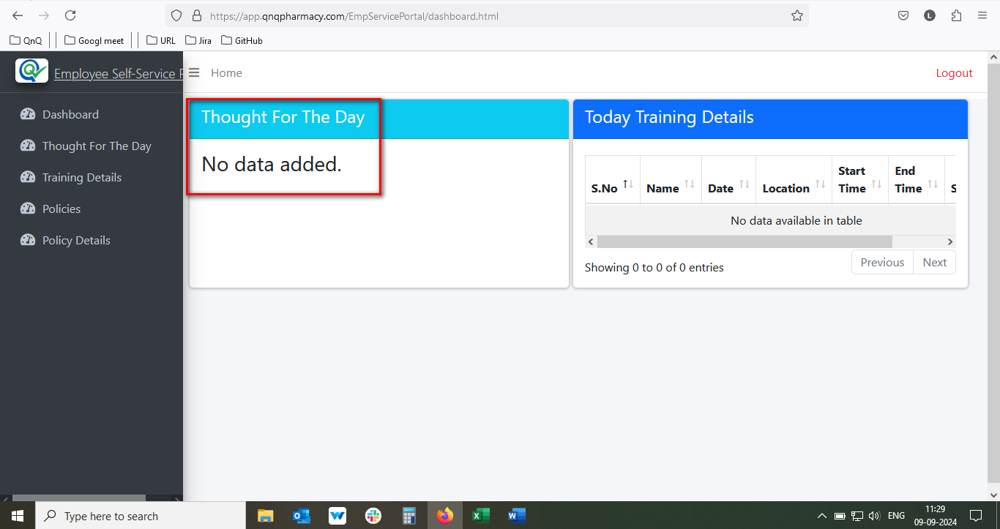 https://app.qnqpharmacy.com/EmpServicePortal/dashboard.html
L
QnQ
Googl meet
URL
Jira
GitHub
Employee Self-Service
Home
Logout
Dashboard
Thought For The Day
Training Details
Policies
Policy Details
Thought For The Day
No data added.
Today Training Details
S.No
Name
Date
Location
Start
Time
End
Time
S
No data available in table
Showing 0 to 0 of 0 entries
Previous
Next
Type here to search
ENG
11:29
09-09-2024